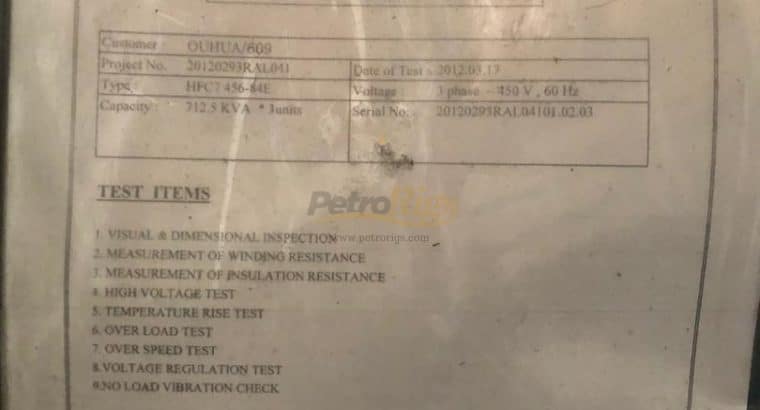 Customer : OUHUA/609
Project No. 20120293RAL041 Date of Test : 2012.03.17
Type : HFC7 456-84E Voltage : 3 phase ~ 450 V , 60 Hz
Capacity : 712.5 KVA * 3units Serial No. 20120293RAL04101.02.03
TEST ITEMS
PetroRigs
1. VISUAL & DIMENSIONAL INSPECTION
www.petrorigs.com
2. MEASUREMENT OF WINDING RESISTANCE
3. MEASUREMENT OF INSULATION RESISTANCE
4. HIGH VOLTAGE TEST
5. TEMPERATURE RISE TEST
6. OVER LOAD TEST
7. OVER SPEED TEST
8. VOLTAGE REGULATION TEST
9. NO LOAD VIBRATION CHECK